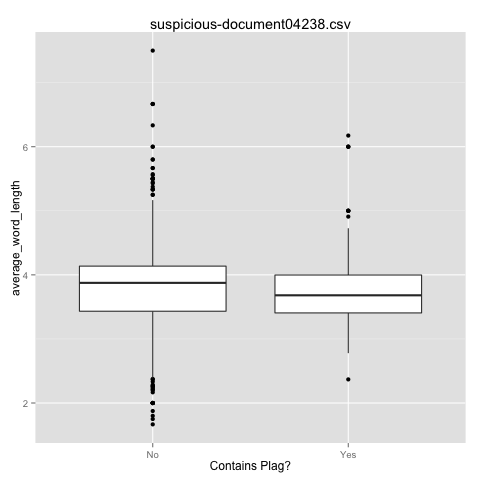 suspicious-document04238.csv
average_word_length
6
4
2
No Yes
Contains Plag?